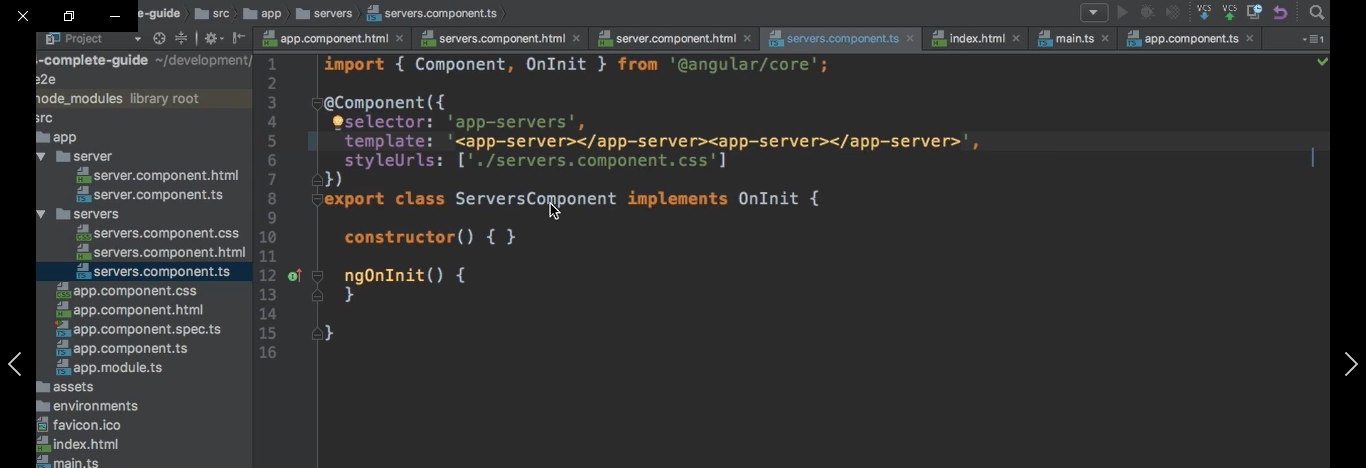 e-guide src app servers servers.component.ts
Project
app.component.html servers.component.html server.component.html servers.component.ts index.html main.ts app.component.ts
-complete-guide ~/development/
e2e
node_modules library root
src
app
server
server.component.html
server.component.ts
servers
servers.component.css
servers.component.html
servers.component.ts
app.component.css
app.component.html
app.component.spec.ts
app.component.ts
app.module.ts
assets
environments
favicon.ico
index.html
main.ts
VCS VCS
1 import { Component, OnInit } from '@angular/core';
2
3 @Component({
4 selector: 'app-servers',
5 template: '<app-server></app-server><app-server></app-server>',
6 styleUrls: ['./servers.component.css']
7 })
8 export class ServersComponent implements OnInit {
9
10 constructor() { }
11
12 ngOnInit() {
13 }
14
15 }
16